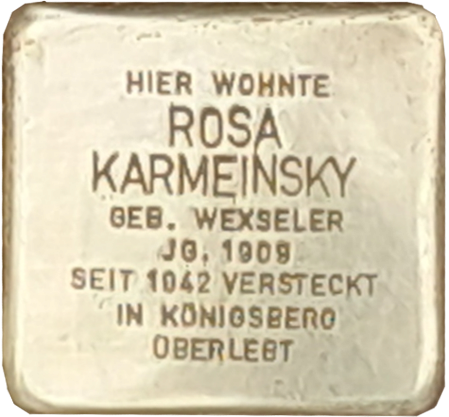 HIER WOHNTE
ROSA
KARMEINSKY
GEB. WEXSELER
JG. 1909
SEIT 1942 VERSTECKT
IN KÖNIGSBERG
ÜBERLEBT